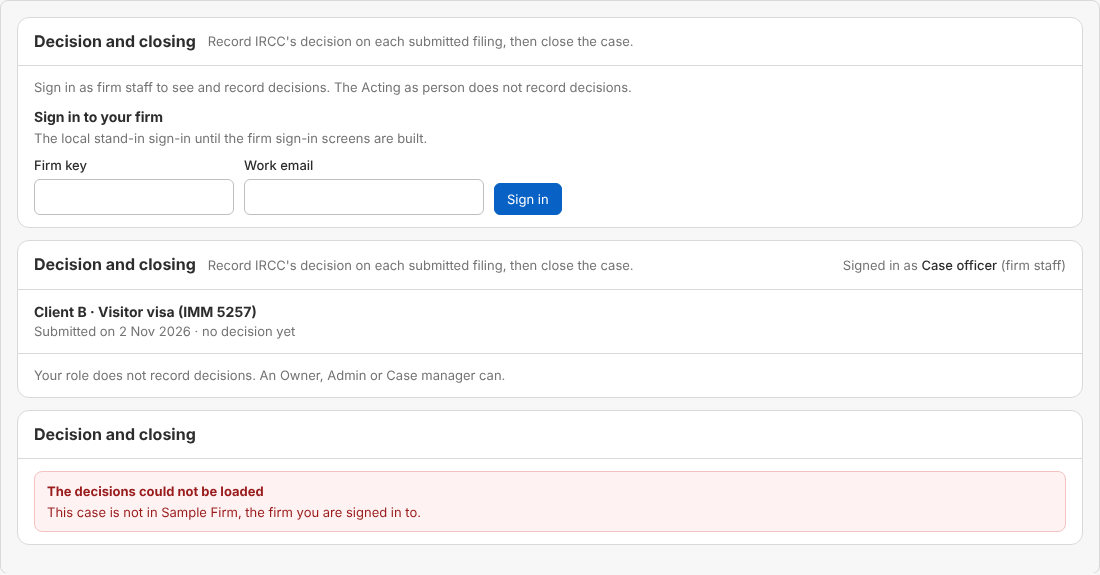 Decision and closing Record IRCC's decision on each submitted filing, then close the case.
Sign in as firm staff to see and record decisions. The Acting as person does not record decisions.
Sign in to your firm
The local stand-in sign-in until the firm sign-in screens are built.
Firm key Work email
Sign in
Decision and closing Record IRCC's decision on each submitted filing, then close the case. Signed in as Case officer (firm staff)
Client B · Visitor visa (IMM 5257)
Submitted on 2 Nov 2026 · no decision yet
Your role does not record decisions. An Owner, Admin or Case manager can.
Decision and closing
The decisions could not be loaded
This case is not in Sample Firm, the firm you are signed in to.